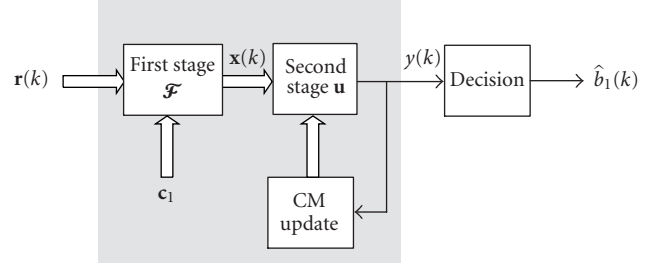 r(k)
First stage
ℱ
x(k)
Second
stage u
y(k)
Decision
b̂₁(k)
c₁
CM
update